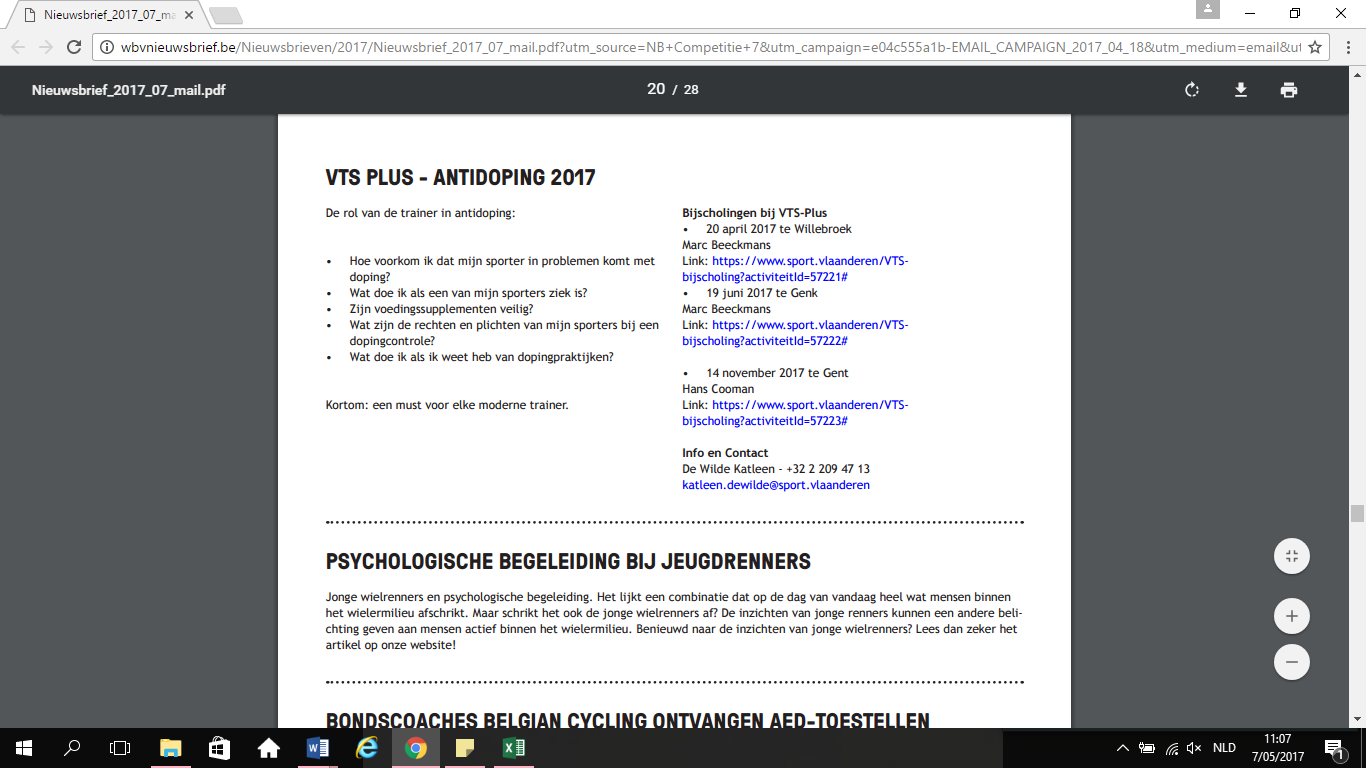 Nieuwsbrief_2017_07_ma
wbvnieuwsbrief.be/Nieuwsbrieven/2017/Nieuwsbrief_2017_07_mail.pdf?utm_source=NB+Competitie+7&utm_campaign=e04c555a1b-EMAIL_CAMPAIGN_2017_04_18&utm_medium=email&ut
Nieuwsbrief_2017_07_mail.pdf
20 / 28
VTS PLUS - ANTIDOPING 2017
De rol van de trainer in antidoping:
• Hoe voorkom ik dat mijn sporter in problemen komt met
doping?
• Wat doe ik als een van mijn sporters ziek is?
• Zijn voedingssupplementen veilig?
• Wat zijn de rechten en plichten van mijn sporters bij een
dopingcontrole?
• Wat doe ik als ik weet heb van dopingpraktijken?
Kortom: een must voor elke moderne trainer.
Bijscholingen bij VTS-Plus
• 20 april 2017 te Willebroek
Marc Beeckmans
Link: https://www.sport.vlaanderen/VTS-
bijscholing?activiteitId=57221#
• 19 juni 2017 te Genk
Marc Beeckmans
Link: https://www.sport.vlaanderen/VTS-
bijscholing?activiteitId=57222#
• 14 november 2017 te Gent
Hans Cooman
Link: https://www.sport.vlaanderen/VTS-
bijscholing?activiteitId=57223#
Info en Contact
De Wilde Katleen - +32 2 209 47 13
katleen.dewilde@sport.vlaanderen
PSYCHOLOGISCHE BEGELEIDING BIJ JEUGDRENNERS
Jonge wielrenners en psychologische begeleiding. Het lijkt een combinatie dat op de dag van vandaag heel wat mensen binnen
het wielermilieu afschrikt. Maar schrikt het ook de jonge wielrenners af? De inzichten van jonge renners kunnen een andere beli-
chting geven aan mensen actief binnen het wielermilieu. Benieuwd naar de inzichten van jonge wielrenners? Lees dan zeker het
artikel op onze website!
BONDSCOACHES BELGIAN CYCLING ONTVANGEN AED-TOESTELLEN
NLD
11:07
7/05/2017
1